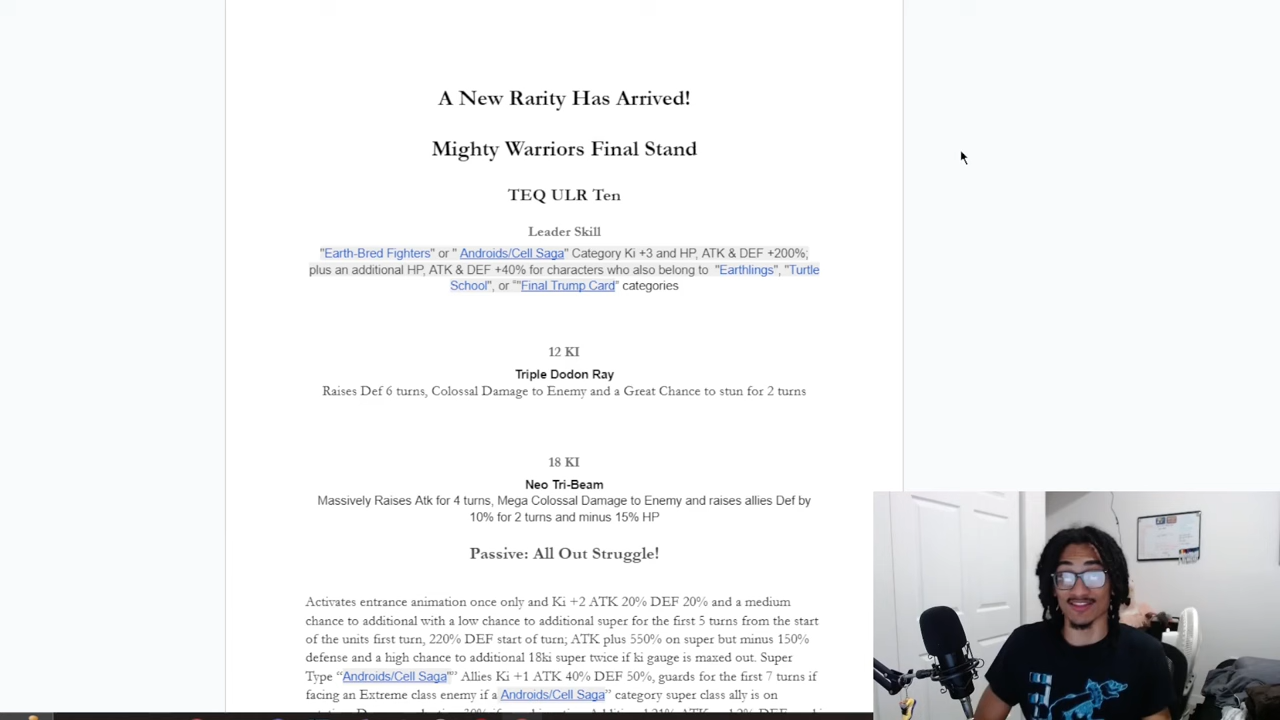 A New Rarity Has Arrived!
Mighty Warriors Final Stand
TEQ ULR Ten
Leader Skill
"Earth-Bred Fighters" or " Androids/Cell Saga" Category Ki +3 and HP, ATK & DEF +200%;
plus an additional HP, ATK & DEF +40% for characters who also belong to "Earthlings", "Turtle
School", or ""Final Trump Card" categories
12 KI
Triple Dodon Ray
Raises Def 6 turns, Colossal Damage to Enemy and a Great Chance to stun for 2 turns
18 KI
Neo Tri-Beam
Massively Raises Atk for 4 turns, Mega Colossal Damage to Enemy and raises allies Def by
10% for 2 turns and minus 15% HP
Passive: All Out Struggle!
Activates entrance animation once only and Ki +2 ATK 20% DEF 20% and a medium
chance to additional with a low chance to additional super for the first 5 turns from the start
of the units first turn, 220% DEF start of turn; ATK plus 550% on super but minus 150%
defense and a high chance to additional 18ki super twice if ki gauge is maxed out. Super
Type “Androids/Cell Saga”” Allies Ki +1 ATK 40% DEF 50%, guards for the first 7 turns if
facing an Extreme class enemy if a Androids/Cell Saga” category super class ally is on